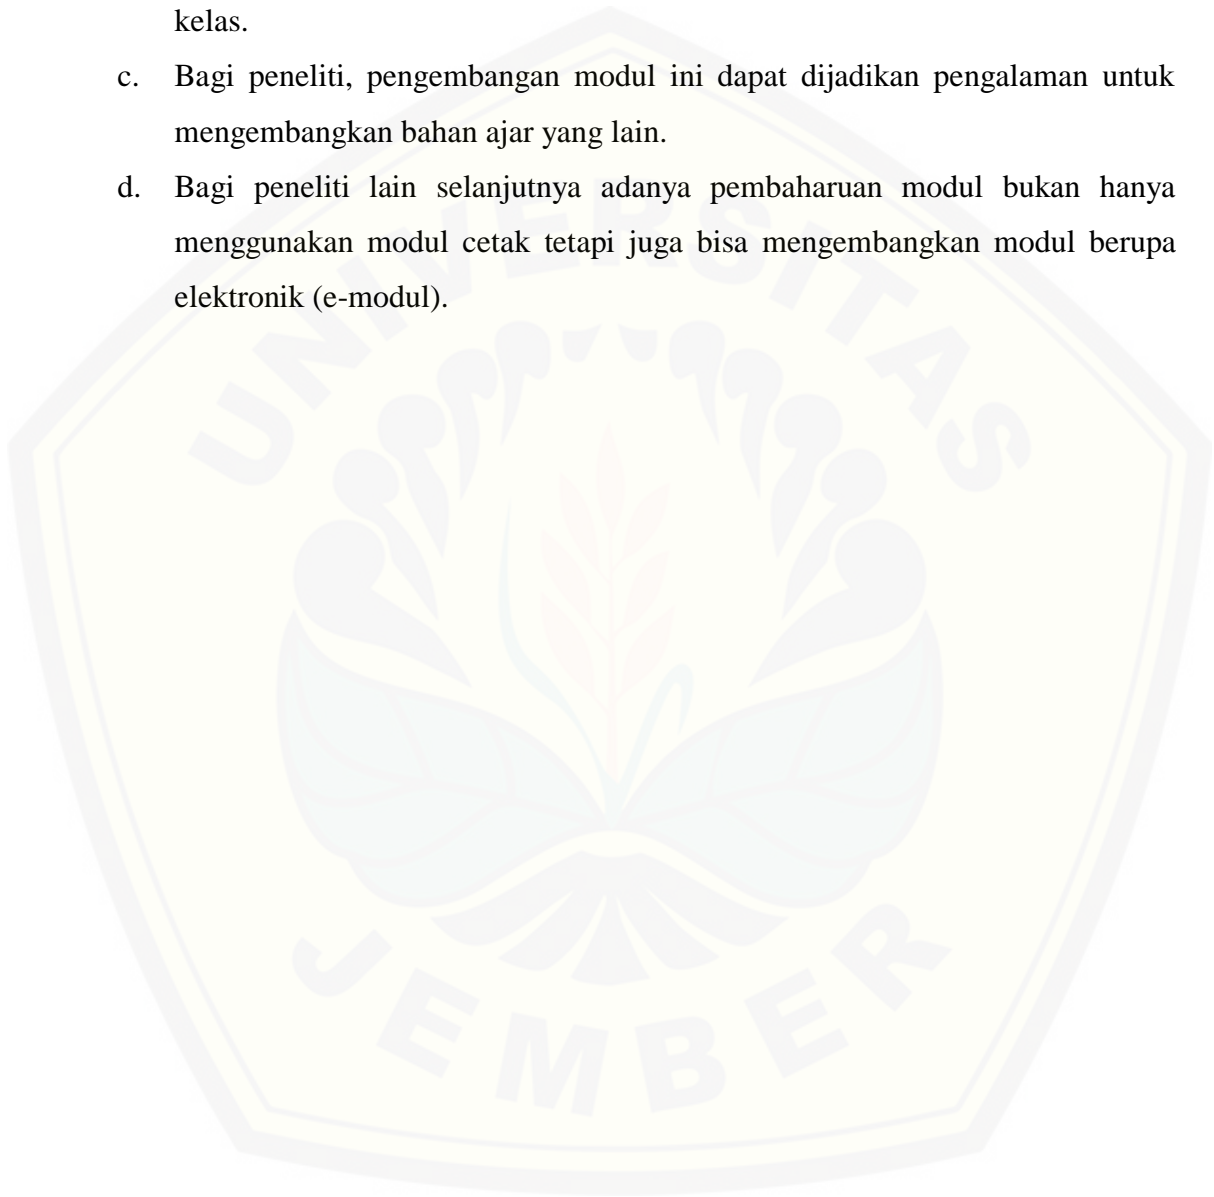 kelas.
c. Bagi peneliti, pengembangan modul ini dapat dijadikan pengalaman untuk
mengembangkan bahan ajar yang lain.
d. Bagi peneliti lain selanjutnya adanya pembaharuan modul bukan hanya
menggunakan modul cetak tetapi juga bisa mengembangkan modul berupa
elektronik (e-modul).
UNIVERSITAS
JEMBER